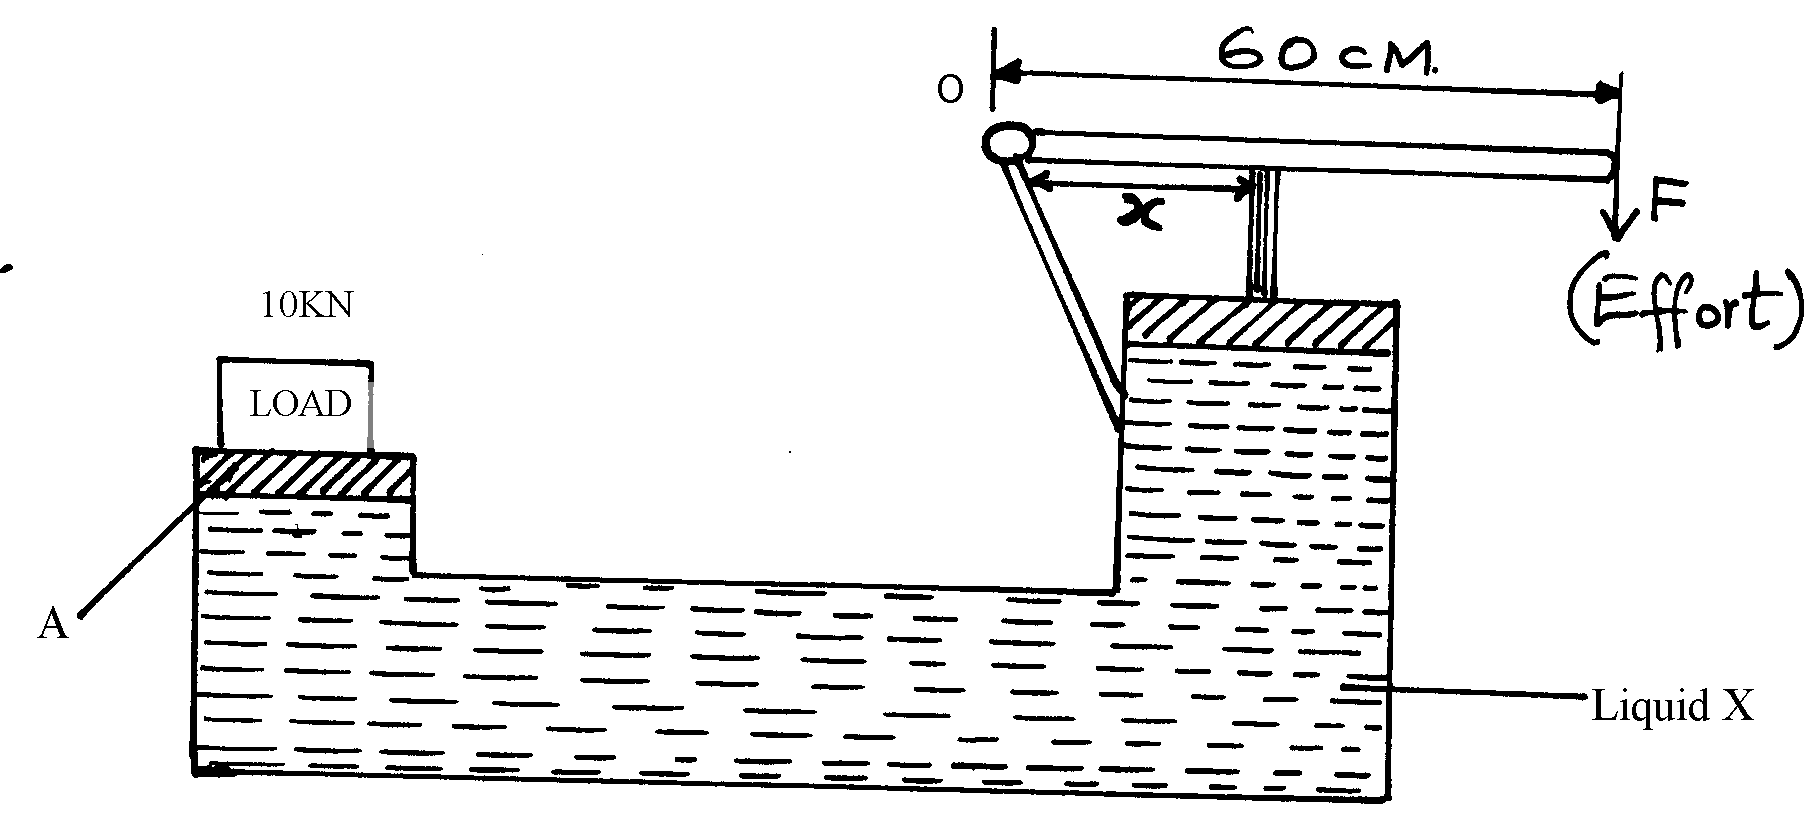 60 CM.
O
x
F
(Effort)
10KN
LOAD
A
Liquid X